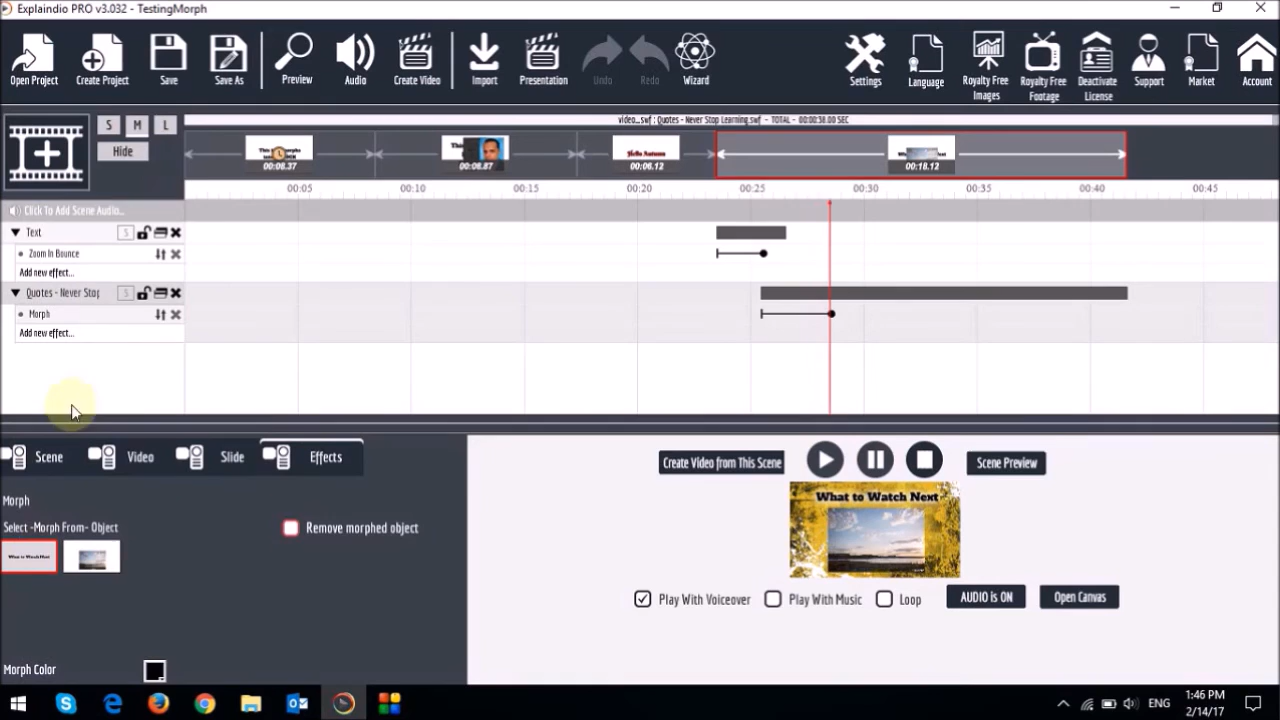 Explaindio PRO v3.032 - TestingMorph
Open Project
Create Project
Save
Save As
Preview
Audio
Create Video
Import
Presentation
Undo
Redo
Wizard
Settings
Language
Royalty Free Images
Royalty Free Footage
Deactivate License
Support
Market
Account
S M L
Hide
video...swf : Quotes - Never Stop Learning.swf - TOTAL - 00:00:38.00 SEC
00:08.37
00:08.87
Hello Autumn
00:06.12
00:18.12
00:05 00:10 00:15 00:20 00:25 00:30 00:35 00:40 00:45
Click To Add Scene Audio...
Text
S
Zoom In Bounce
Add new effect...
Quotes - Never Stop
S
Morph
Add new effect...
Scene
Video
Slide
Effects
Create Video from This Scene
Scene Preview
Morph
Select -Morph From- Object
Remove morphed object
What to Watch Next
What to Watch Next
Play With Voiceover
Play With Music
Loop
AUDIO is ON
Open Canvas
Morph Color
ENG
1:46 PM
2/14/17